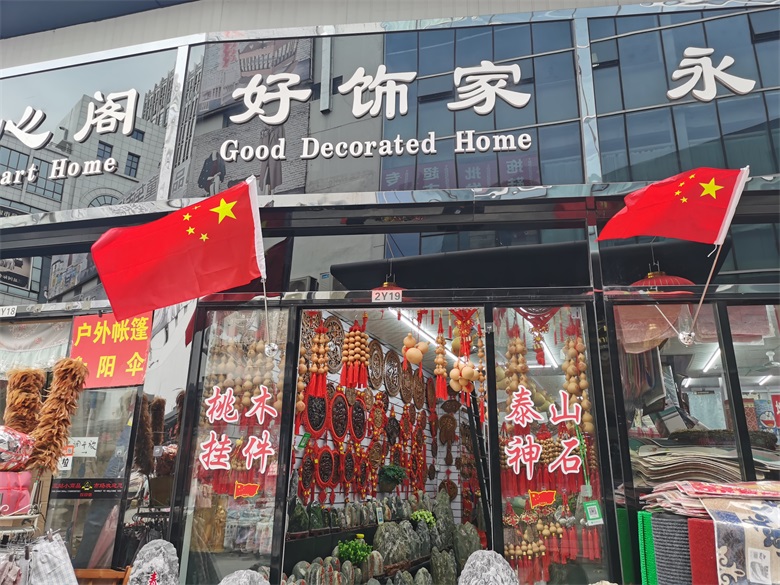 心阁
art Home
好饰家
Good Decorated Home
永
2Y18
2Y19
户外帐篷
阳伞
桃木
挂件
泰山
神石